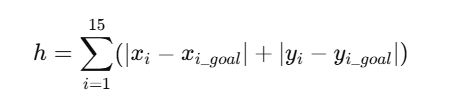 h = \sum_{i=1}^{15} (|x_i − x_{i\_goal}| + |y_i − y_{i\_goal}|)